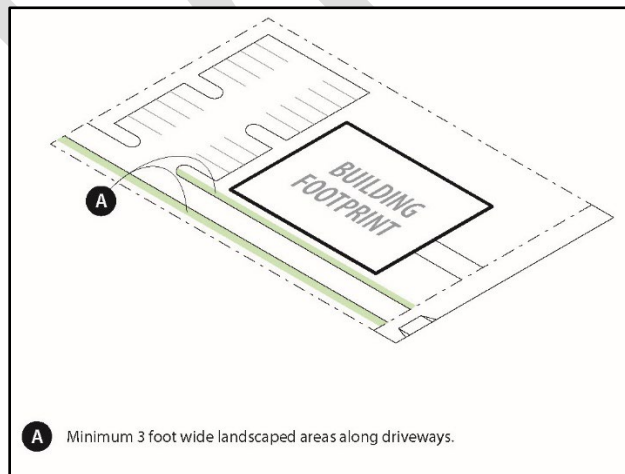 BUILDING
FOOTPRINT
A
A Minimum 3 foot wide landscaped areas along driveways.